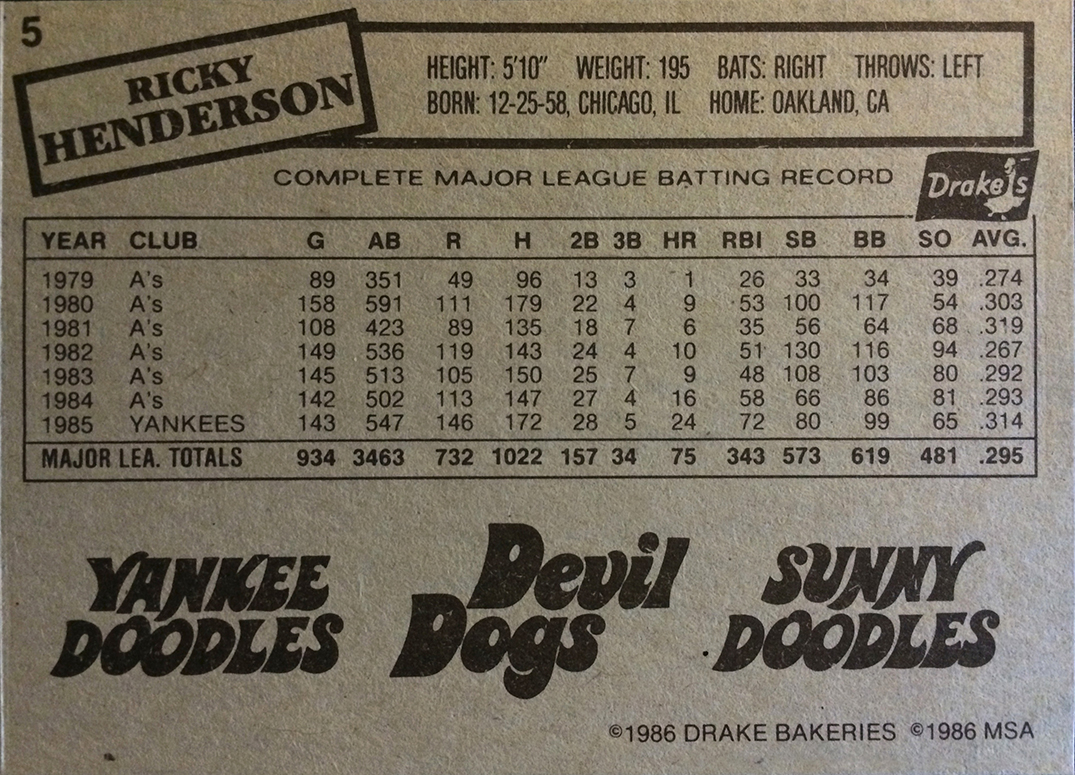 5
RICKY
HENDERSON
HEIGHT: 5'10" WEIGHT: 195 BATS: RIGHT THROWS: LEFT
BORN: 12-25-58, CHICAGO, IL HOME: OAKLAND, CA
COMPLETE MAJOR LEAGUE BATTING RECORD
Drake's
YEAR CLUB G AB R H 2B 3B HR RBI SB BB SO AVG.
1979 A's 89 351 49 96 13 3 1 26 33 34 39 .274
1980 A's 158 591 111 179 22 4 9 53 100 117 54 .303
1981 A's 108 423 89 135 18 7 6 35 56 64 68 .319
1982 A's 149 536 119 143 24 4 10 51 130 116 94 .267
1983 A's 145 513 105 150 25 7 9 48 108 103 80 .292
1984 A's 142 502 113 147 27 4 16 58 66 86 81 .293
1985 YANKEES 143 547 146 172 28 5 24 72 80 99 65 .314
MAJOR LEA. TOTALS 934 3463 732 1022 157 34 75 343 573 619 481 .295
YANKEE
DOODLES
Devil
Dogs
SUNNY
DOODLES
©1986 DRAKE BAKERIES ©1986 MSA